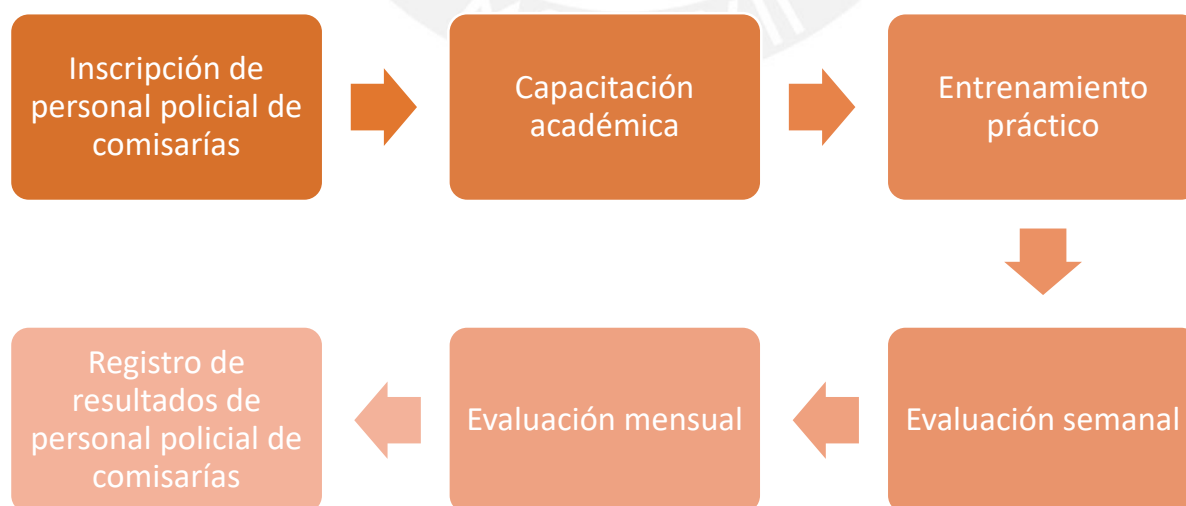 Inscripción de
personal policial de
comisarías
Capacitación
académica
Entrenamiento
práctico
Evaluación semanal
Evaluación mensual
Registro de
resultados de
personal policial de
comisarías